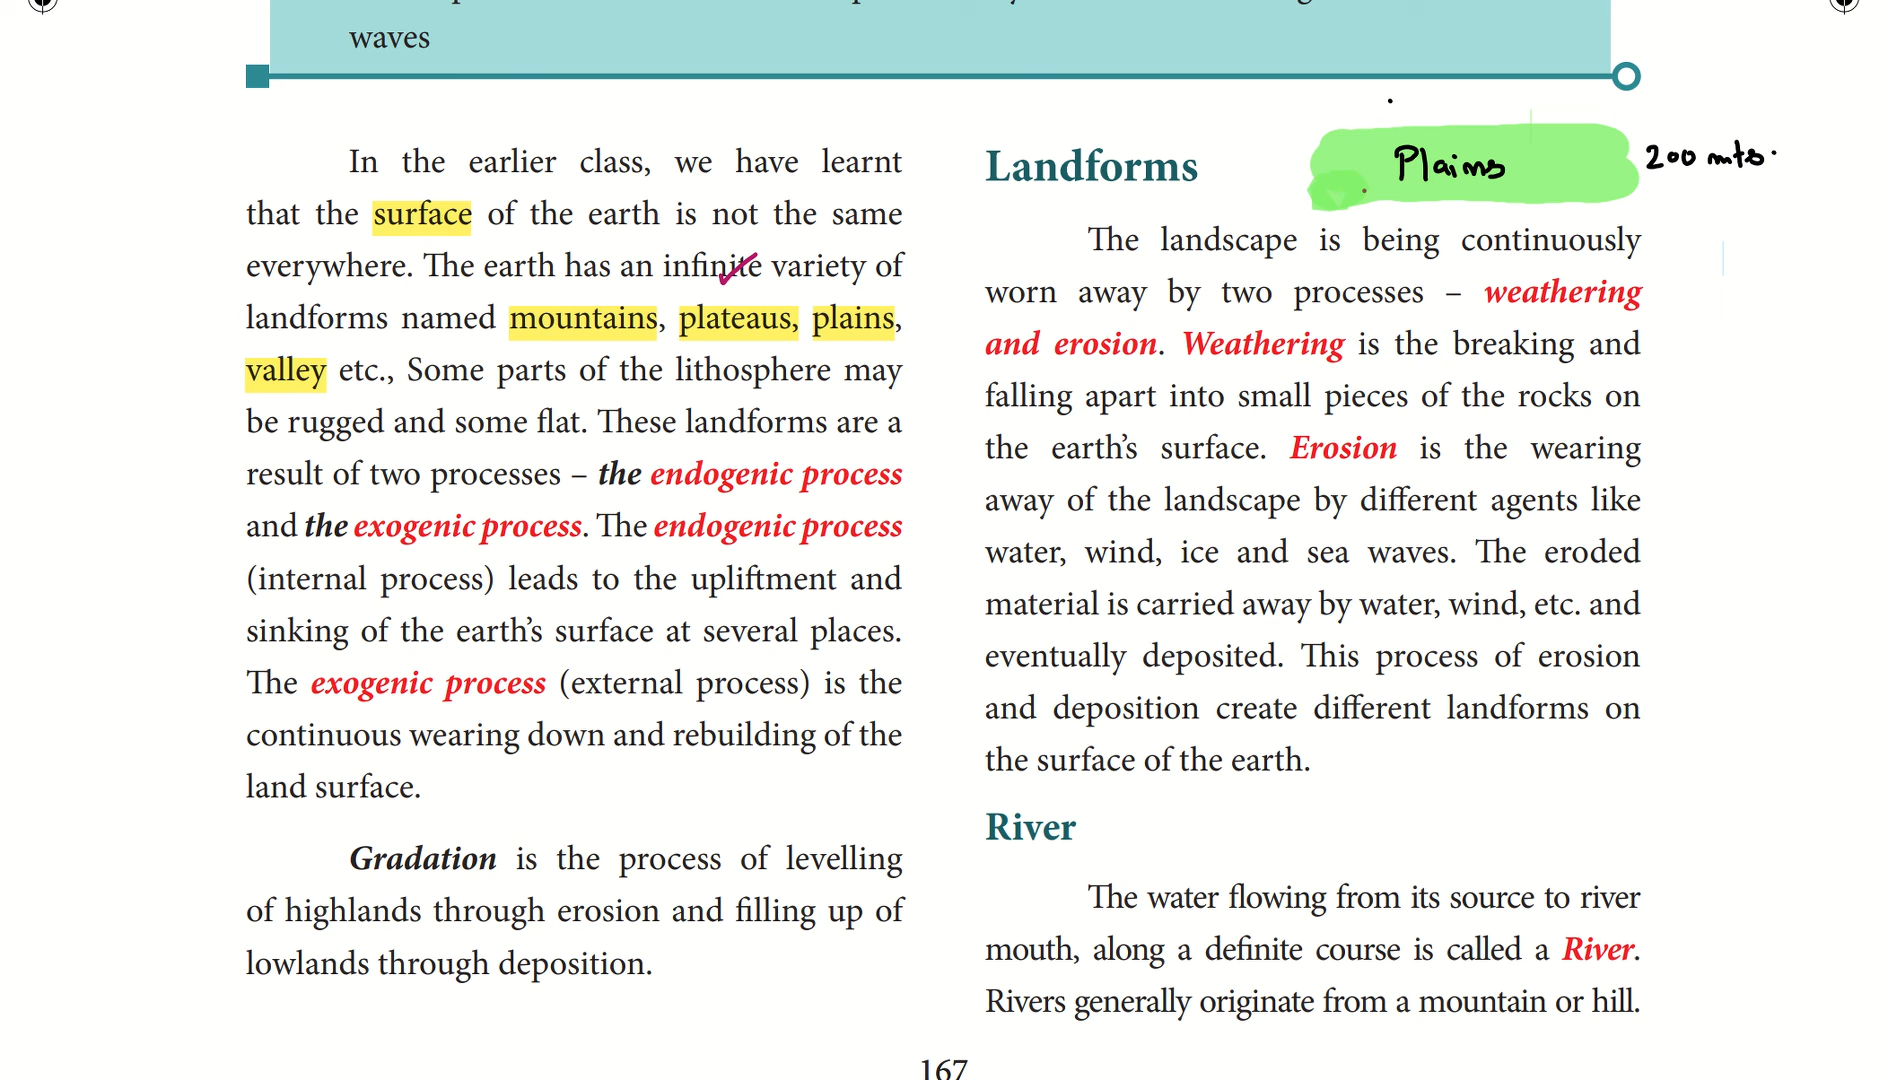 waves
In the earlier class, we have learnt
that the surface of the earth is not the same
everywhere. The earth has an infinite variety of
landforms named mountains, plateaus, plains,
valley etc., Some parts of the lithosphere may
be rugged and some flat. These landforms are a
result of two processes – the endogenic process
and the exogenic process. The endogenic process
(internal process) leads to the upliftment and
sinking of the earth's surface at several places.
The exogenic process (external process) is the
continuous wearing down and rebuilding of the
land surface.
Gradation is the process of levelling
of highlands through erosion and filling up of
lowlands through deposition.
Landforms
Plains
200 mts.
The landscape is being continuously
worn away by two processes – weathering
and erosion. Weathering is the breaking and
falling apart into small pieces of the rocks on
the earth's surface. Erosion is the wearing
away of the landscape by different agents like
water, wind, ice and sea waves. The eroded
material is carried away by water, wind, etc. and
eventually deposited. This process of erosion
and deposition create different landforms on
the surface of the earth.
River
The water flowing from its source to river
mouth, along a definite course is called a River.
Rivers generally originate from a mountain or hill.
167